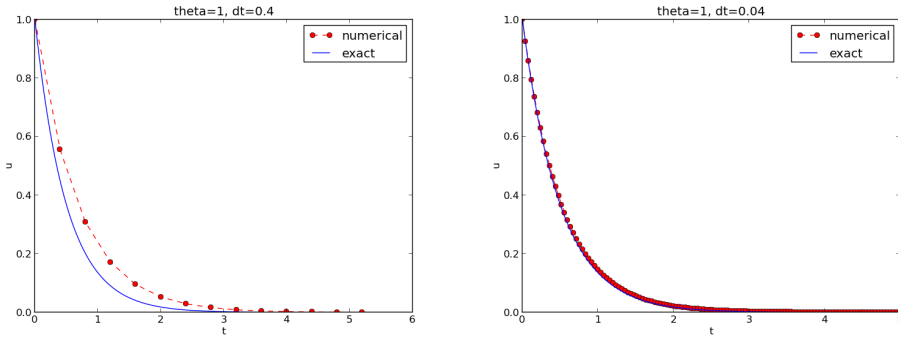 theta=1, dt=0.4
1.0
0.8
0.6
0.4
0.2
0.0
u
0 1 2 3 4 5 6
t
numerical
exact
theta=1, dt=0.04
1.0
0.8
0.6
0.4
0.2
0.0
u
0 1 2 3 4
t
numerical
exact